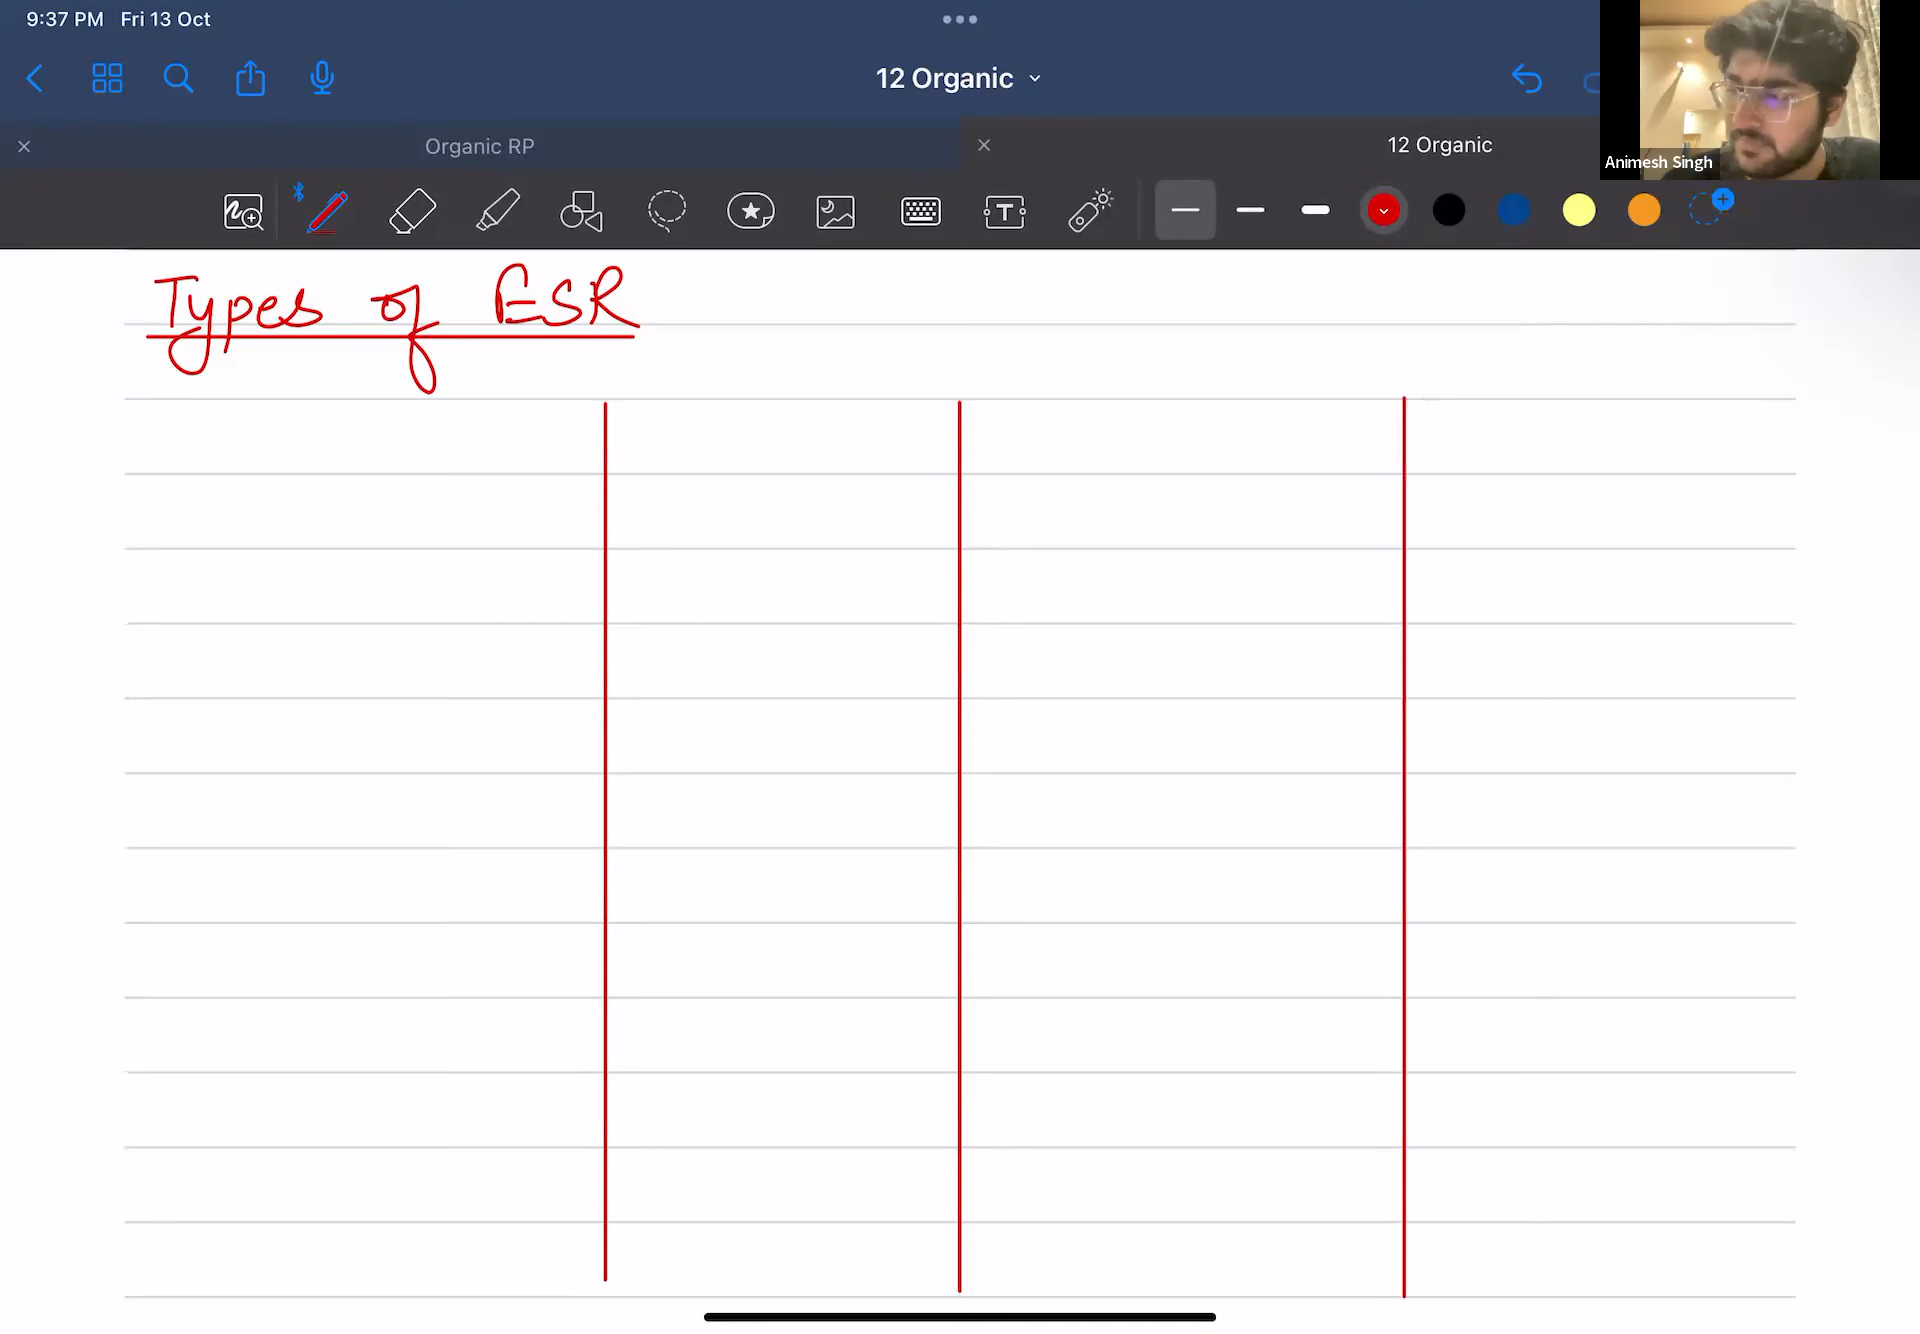 9:37 PM Fri 13 Oct
12 Organic
Animesh Singh
Organic RP
12 Organic
T
Types of ESR